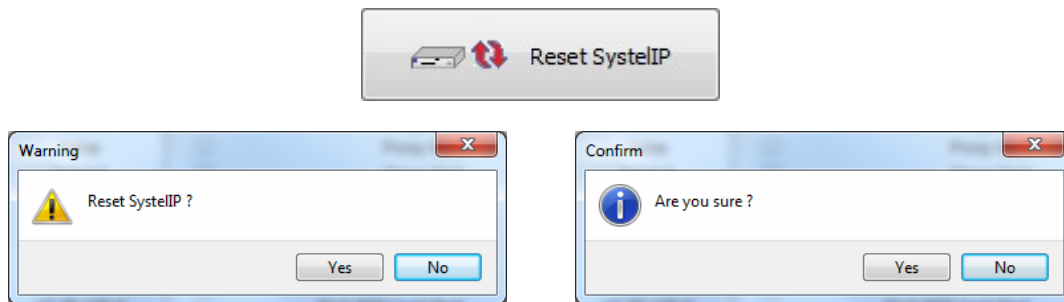 Reset SystelIP
Warning
Reset SystelIP ?
Yes
No
Confirm
Are you sure ?
Yes
No